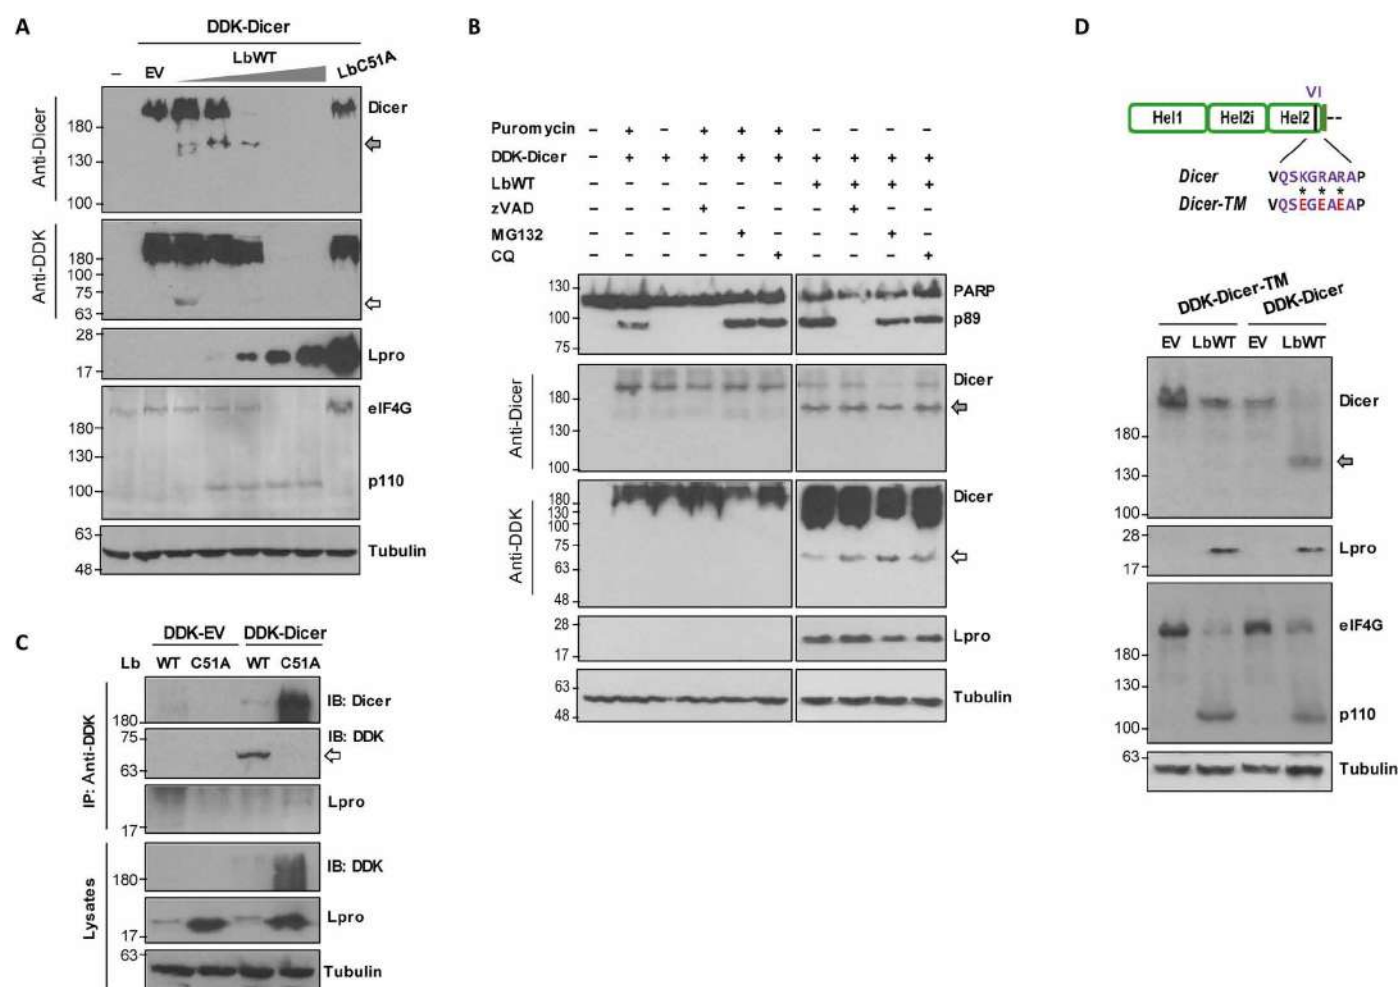 A
DDK-Dicer
LbWT
– EV LbC51A
Anti-Dicer
180
130
100
Dicer
Anti-DDK
180
100
75
63
28
17
Lpro
180
130
100
eIF4G
p110
63
48
Tubulin
B
Puromycin – + – + + + – – – –
DDK-Dicer – + + + + + + + + +
LbWT – – – – – – + + + +
zVAD – – – + – – – + – –
MG132 – – – – + – – – + –
CQ – – – – – + – – – +
130
100
75
PARP
p89
Anti-Dicer
180
100
Dicer
Anti-DDK
180
130
100
75
63
48
Dicer
28
17
Lpro
63
48
Tubulin
C
DDK-EV DDK-Dicer
Lb WT C51A WT C51A
IP: Anti-DDK
180
IB: Dicer
75
63
IB: DDK
17
Lpro
Lysates
180
IB: DDK
17
Lpro
63
Tubulin
D
VI
Hel1 Hel2i Hel2 --
Dicer VQSKGRARAP
* * *
Dicer-TM VQSEGEAEAP
DDK-Dicer-TM DDK-Dicer
EV LbWT EV LbWT
180
130
100
Dicer
28
17
Lpro
180
130
100
eIF4G
p110
63
Tubulin